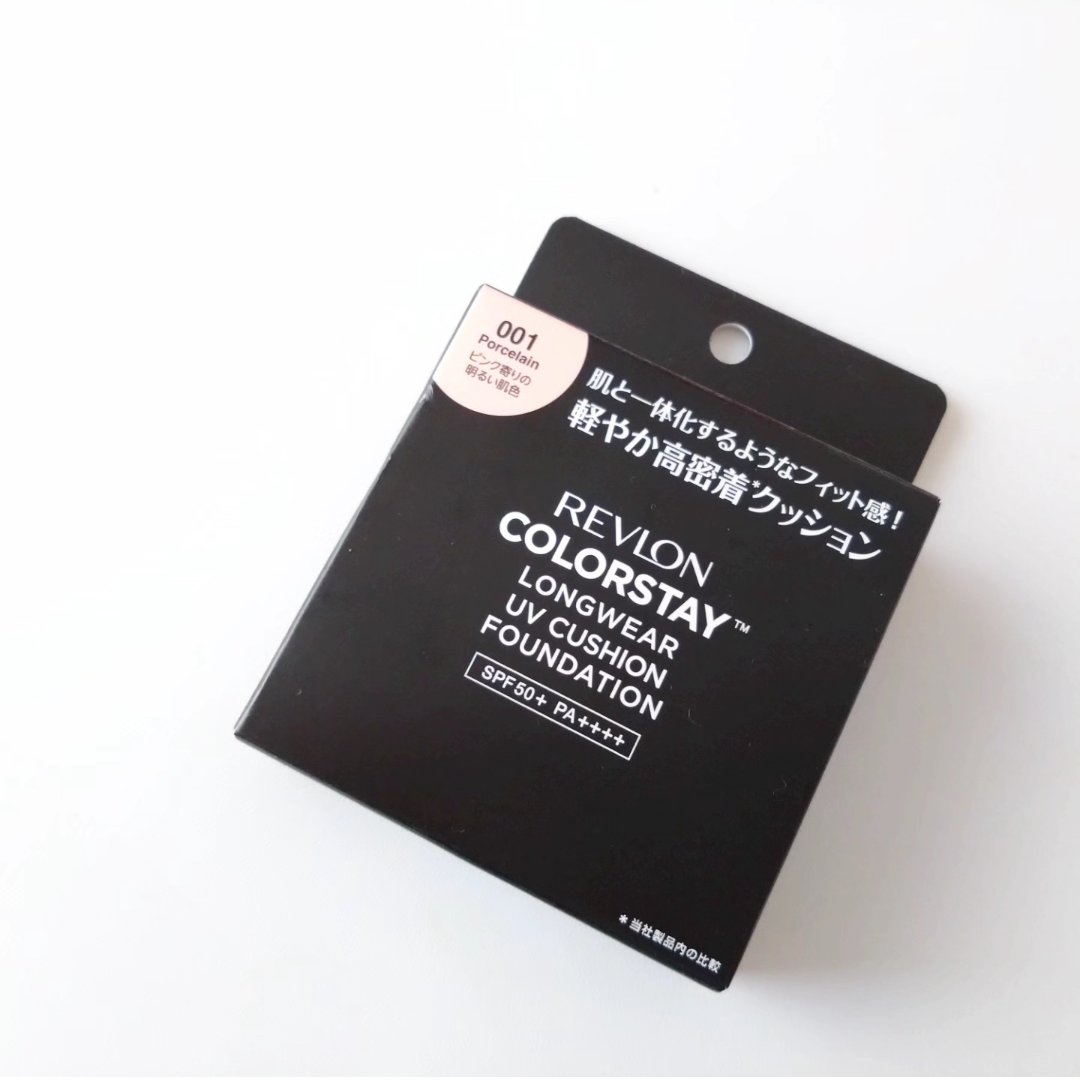 001
Porcelain
ピンク寄りの
明るい肌色
肌と一体化するようなフィット感!
軽やか高密着*クッション
REVLON
COLORSTAY™
LONGWEAR
UV CUSHION
FOUNDATION
SPF50+ PA++++
*当社製品内の比較